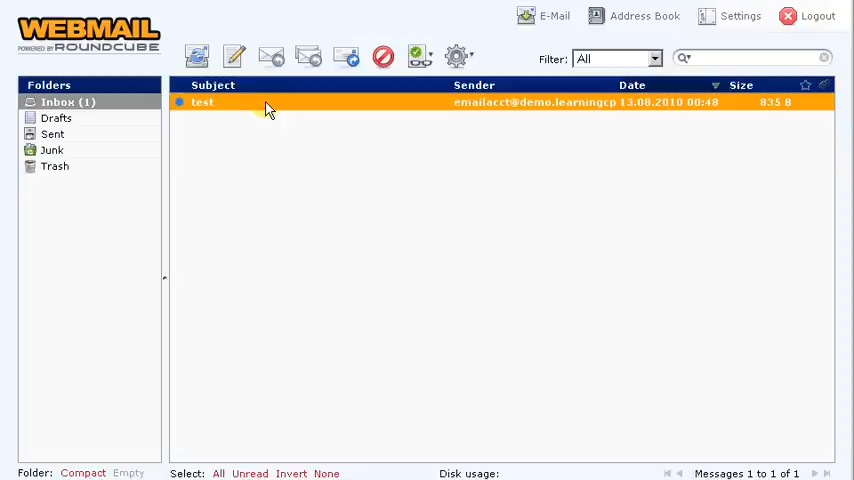 WEBMAIL
POWERED BY ROUNDCUBE
E-Mail Address Book Settings Logout
Filter: All
Folders
Inbox (1)
Drafts
Sent
Junk
Trash
Subject Sender Date Size
test emailacct@demo.learningcp 13.08.2010 00:48 835 B
Folder: Compact Empty
Select: All Unread Invert None Disk usage: Messages 1 to 1 of 1